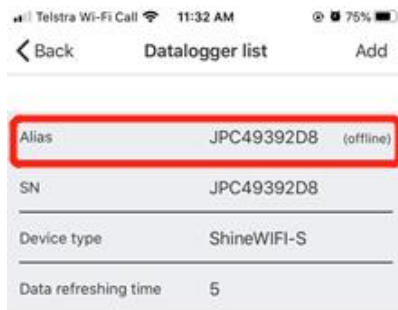 Telstra Wi-Fi Call 11:32 AM 75%
Back Datalogger list Add
Alias JPC49392D8 (offline)
SN JPC49392D8
Device type ShineWIFI-S
Data refreshing time 5